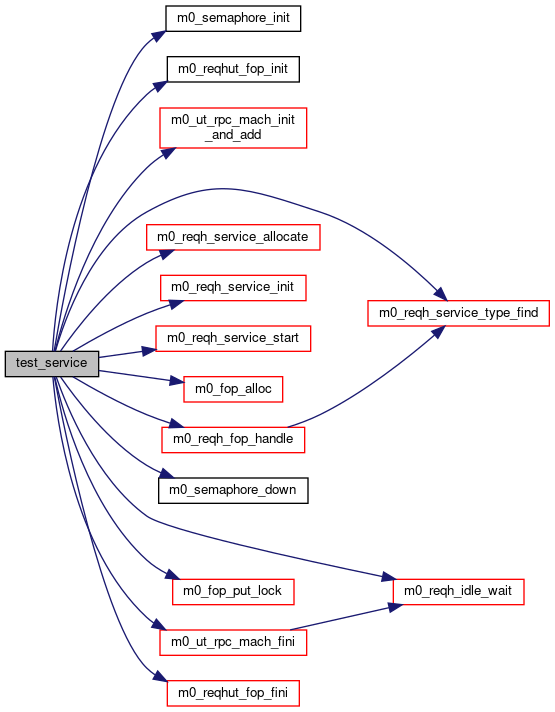 m0_semaphore_init
m0_reqhut_fop_init
m0_ut_rpc_mach_init
_and_add
m0_reqh_service_allocate
m0_reqh_service_init
m0_reqh_service_type_find
m0_reqh_service_start
test_service
m0_fop_alloc
m0_reqh_fop_handle
m0_semaphore_down
m0_fop_put_lock
m0_reqh_idle_wait
m0_ut_rpc_mach_fini
m0_reqhut_fop_fini